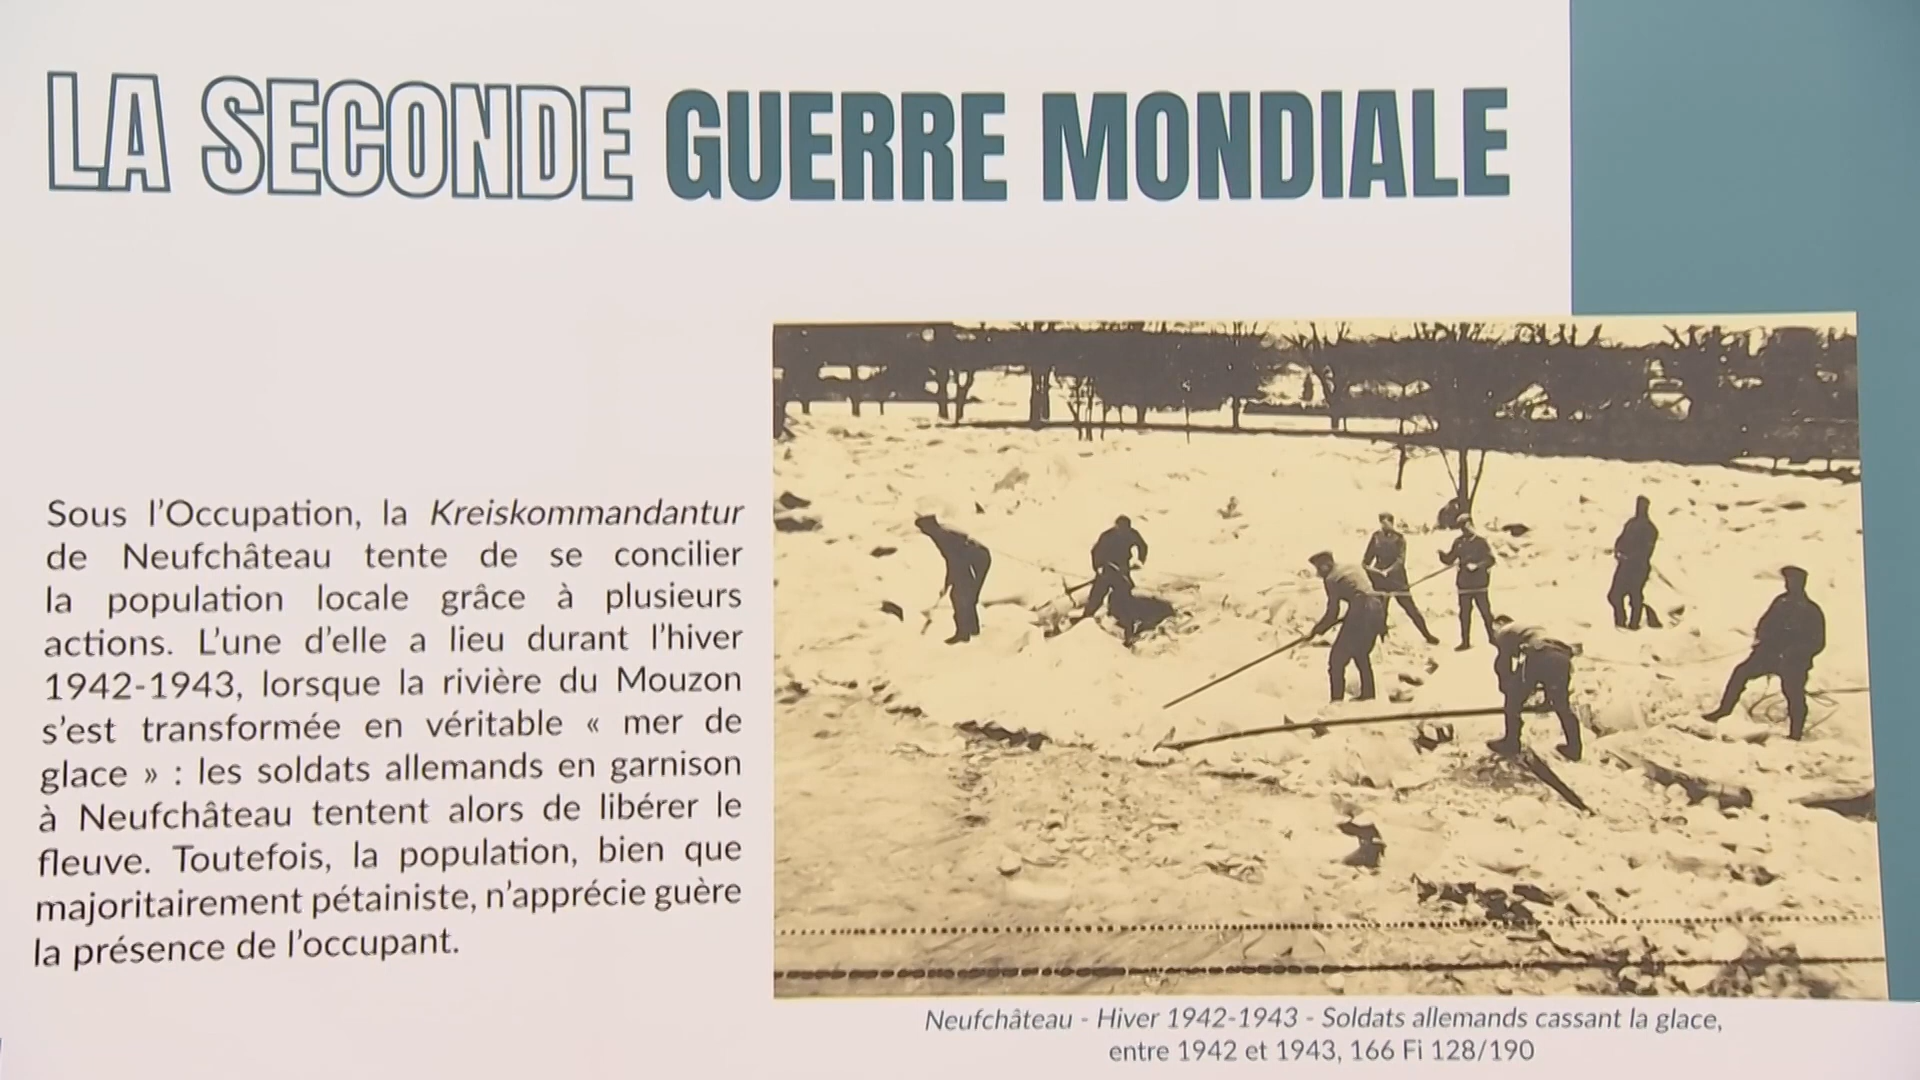 LA SECONDE GUERRE MONDIALE
Sous l'Occupation, la Kreiskommandantur
de Neufchâteau tente de se concilier
la population locale grâce à plusieurs
actions. L'une d'elle a lieu durant l'hiver
1942-1943, lorsque la rivière du Mouzon
s'est transformée en véritable « mer de
glace » : les soldats allemands en garnison
à Neufchâteau tentent alors de libérer le
fleuve. Toutefois, la population, bien que
majoritairement pétainiste, n'apprécie guère
la présence de l'occupant.
Neufchâteau - Hiver 1942-1943 - Soldats allemands cassant la glace,
entre 1942 et 1943, 166 Fi 128/190